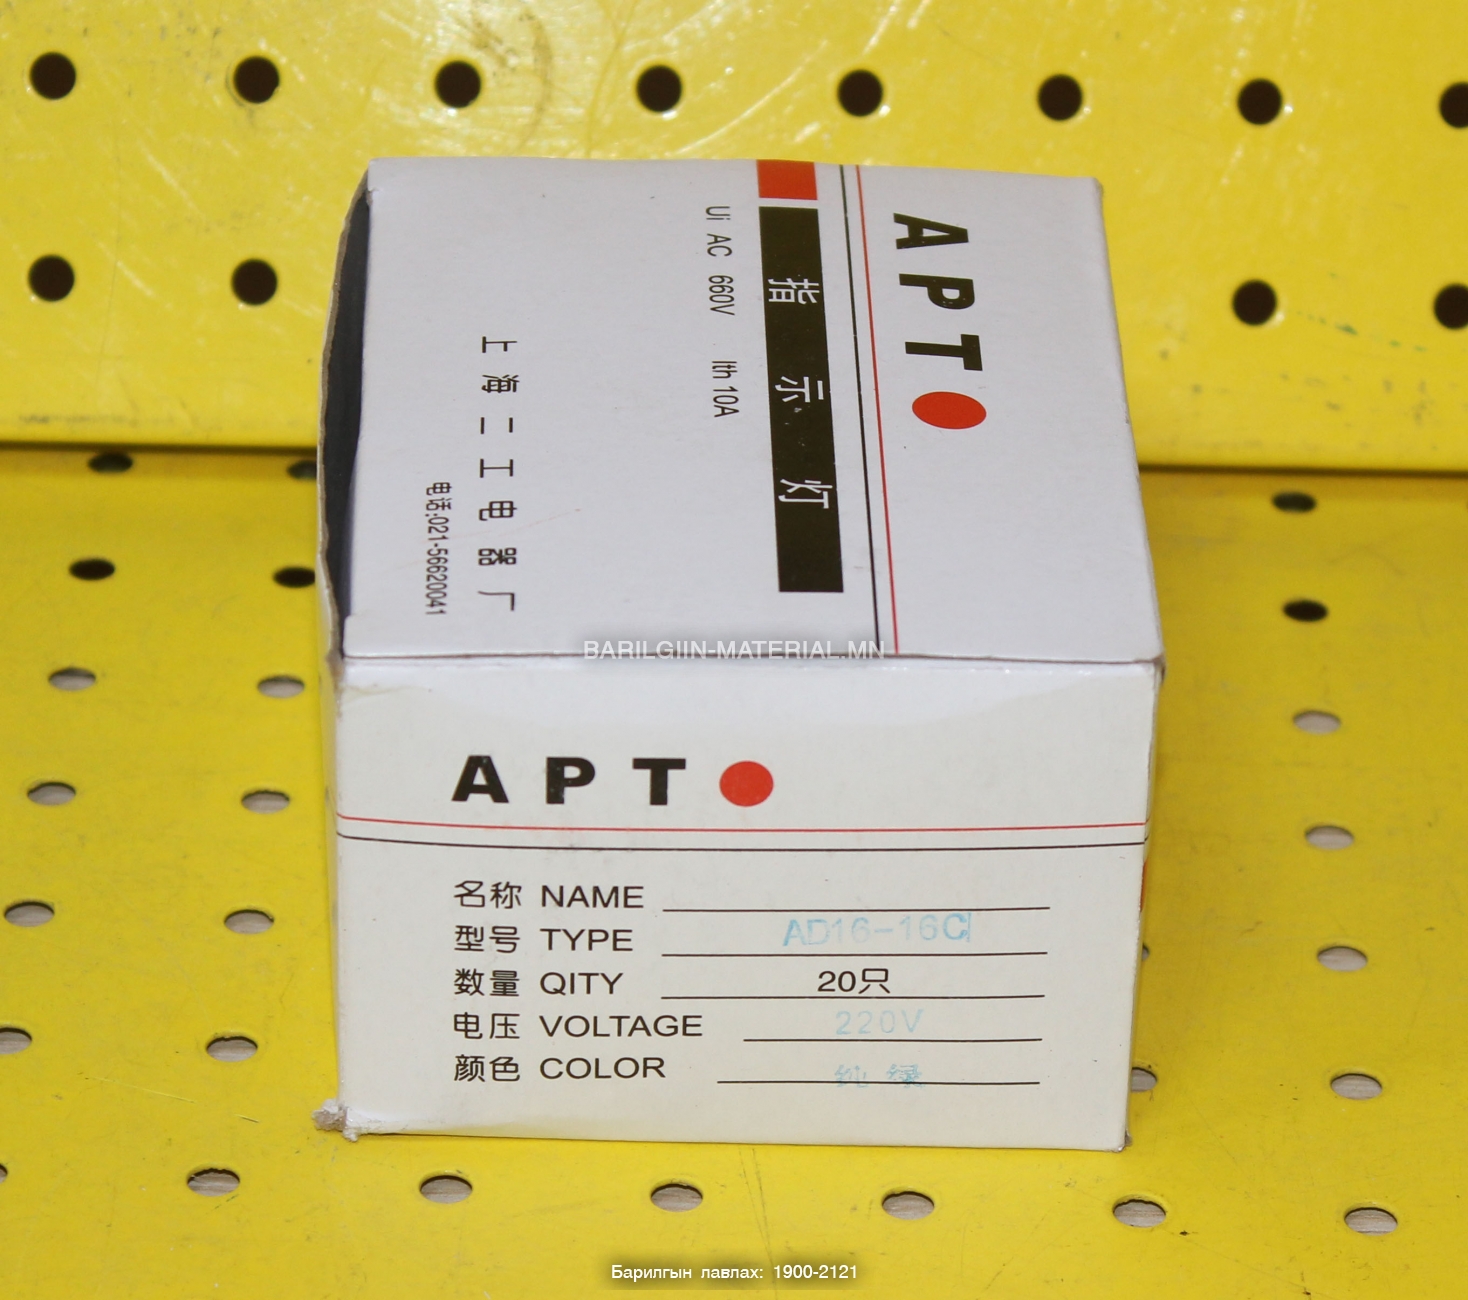 APT
指示灯
Ui AC 660V Ith 10A
上海二工电器厂
电话:021-56620041
BARILGIIN-MATERIAL.MN
APT
名称 NAME
型号 TYPE AD16-16C
数量 QITY 20只
电压 VOLTAGE 220V
颜色 COLOR 纯绿
Барилгын лавлах: 1900-2121